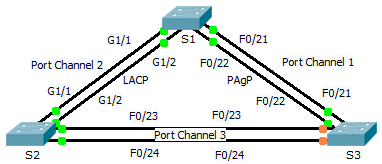 S1
G1/1
F0/21
G1/2
F0/22
Port Channel 2
Port Channel 1
LACP
PAgP
G1/1
G1/2
F0/22
F0/21
F0/23
F0/23
Port Channel 3
S2
S3
F0/24
F0/24